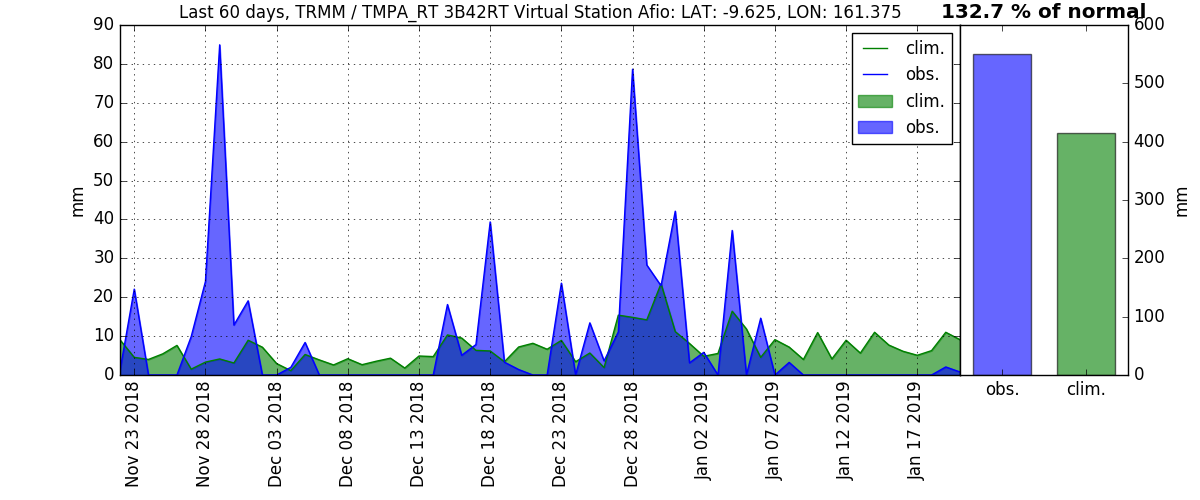 Last 60 days, TRMM / TMPA_RT 3B42RT Virtual Station Afio: LAT: -9.625, LON: 161.375
132.7 % of normal
90
80
70
60
50
40
30
20
10
0
mm
clim.
obs.
clim.
obs.
600
500
400
300
200
100
0
mm
obs.
clim.
Nov 23 2018
Nov 28 2018
Dec 03 2018
Dec 08 2018
Dec 13 2018
Dec 18 2018
Dec 23 2018
Dec 28 2018
Jan 02 2019
Jan 07 2019
Jan 12 2019
Jan 17 2019